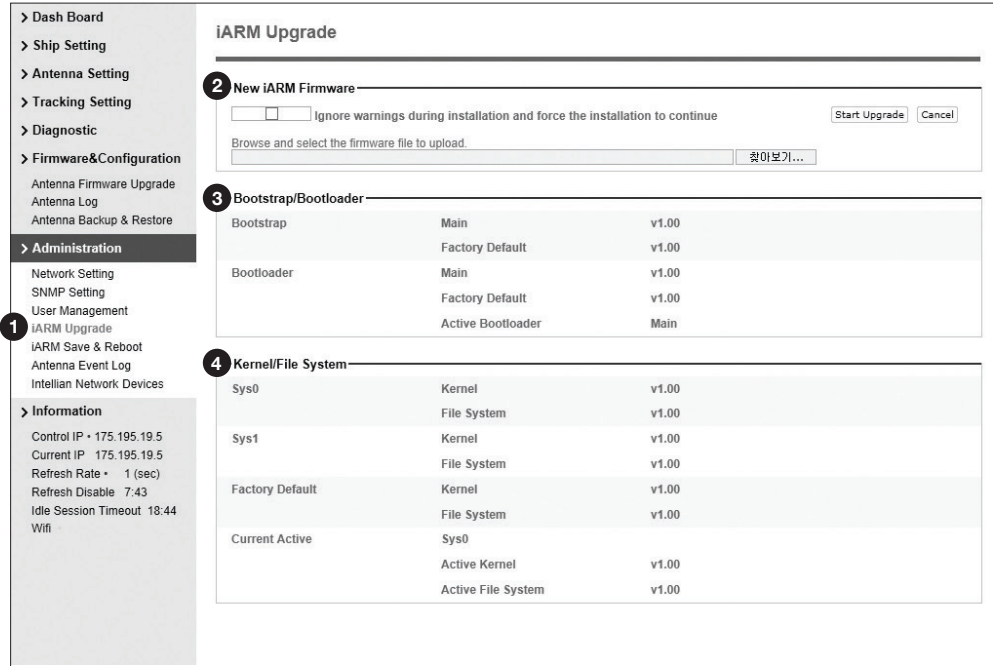 > Dash Board
> Ship Setting
> Antenna Setting
> Tracking Setting
> Diagnostic
> Firmware&Configuration
Antenna Firmware Upgrade
Antenna Log
Antenna Backup & Restore
> Administration
Network Setting
SNMP Setting
User Management
1 iARM Upgrade
iARM Save & Reboot
Antenna Event Log
Intellian Network Devices
> Information
Control IP • 175.195.19.5
Current IP 175.195.19.5
Refresh Rate • 1 (sec)
Refresh Disable 7:43
Idle Session Timeout 18:44
Wifi
iARM Upgrade
2 New iARM Firmware
Ignore warnings during installation and force the installation to continue Start Upgrade Cancel
Browse and select the firmware file to upload.
찾아보기...
3 Bootstrap/Bootloader
Bootstrap Main v1.00
Factory Default v1.00
Bootloader Main v1.00
Factory Default v1.00
Active Bootloader Main
4 Kernel/File System
Sys0 Kernel v1.00
File System v1.00
Sys1 Kernel v1.00
File System v1.00
Factory Default Kernel v1.00
File System v1.00
Current Active Sys0
Active Kernel v1.00
Active File System v1.00